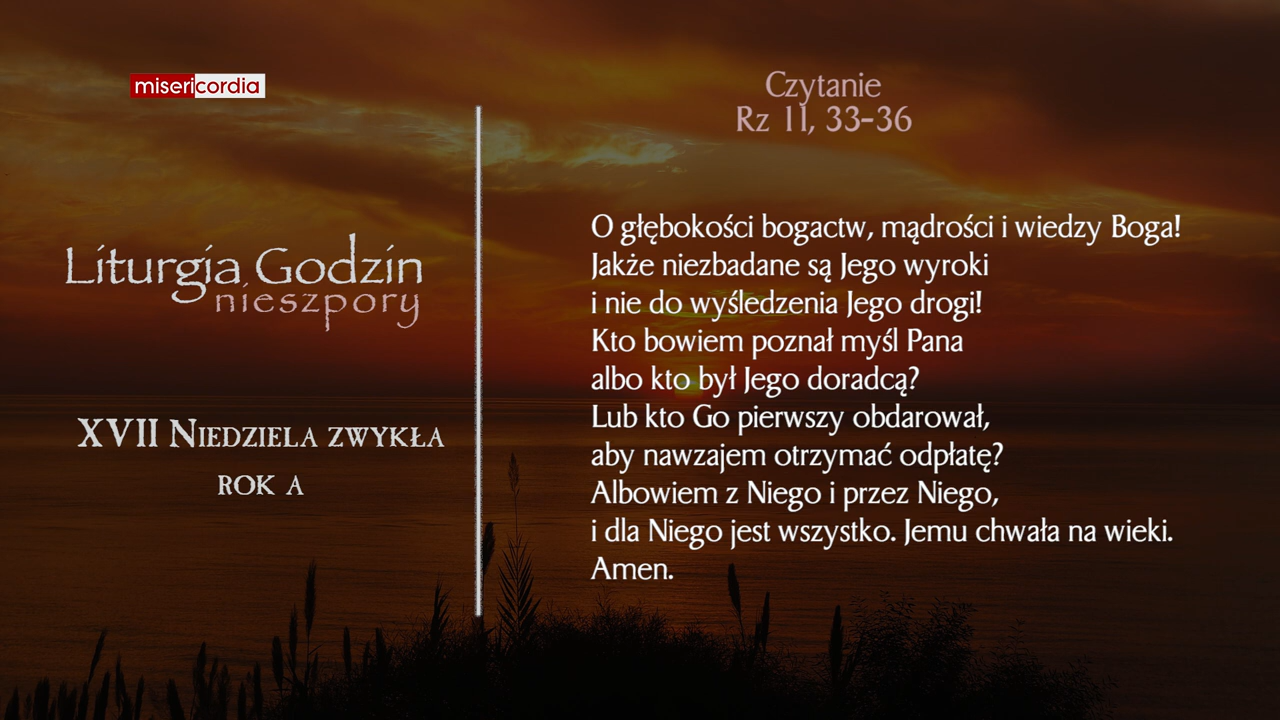 misericordia
Liturgia Godzin
nieszpory
XVII Niedziela zwykła
rok A
Czytanie
Rz 11, 33-36
O głębokości bogactw, mądrości i wiedzy Boga!
Jakże niezbadane są Jego wyroki
i nie do wyśledzenia Jego drogi!
Kto bowiem poznał myśl Pana
albo kto był Jego doradcą?
Lub kto Go pierwszy obdarował,
aby nawzajem otrzymać odpłatę?
Albowiem z Niego i przez Niego,
i dla Niego jest wszystko. Jemu chwała na wieki.
Amen.